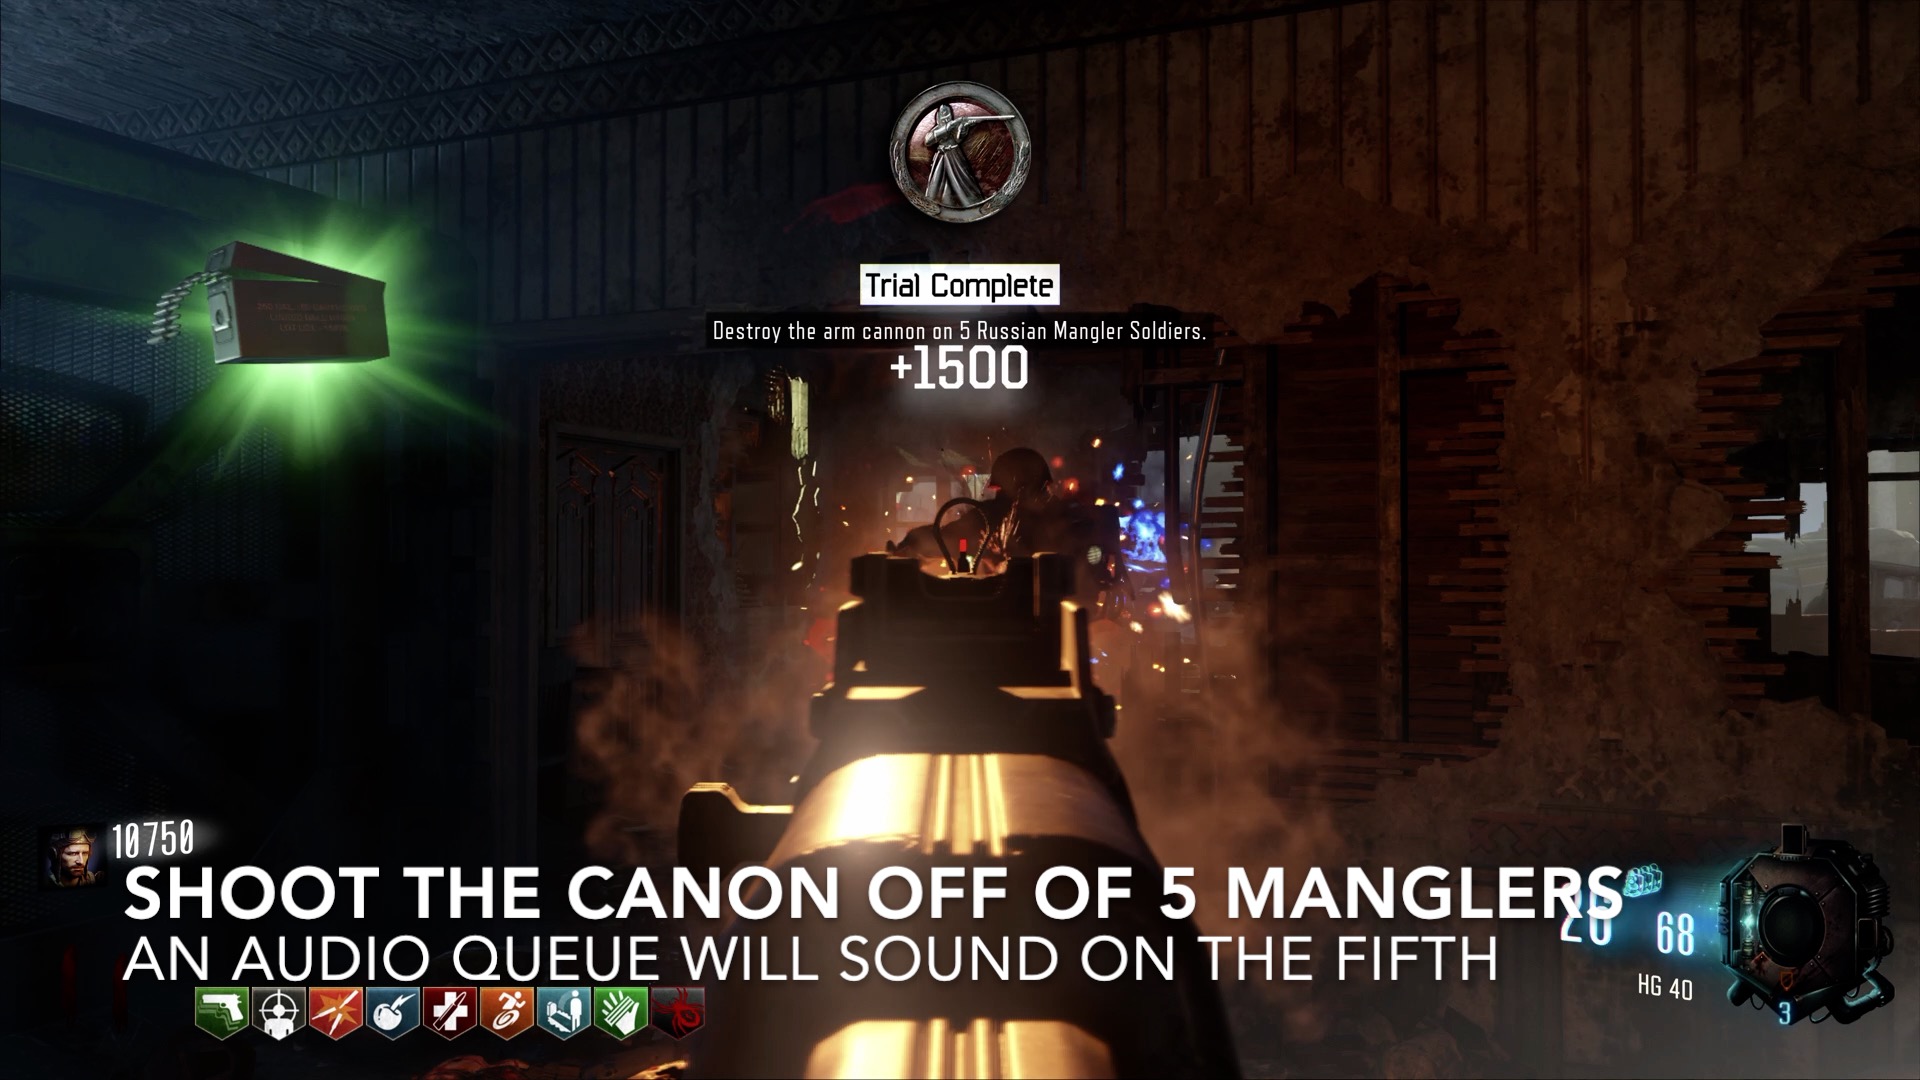 Trial Complete
Destroy the arm cannon on 5 Russian Mangler Soldiers.
+1500
10750
SHOOT THE CANON OFF OF 5 MANGLERS
AN AUDIO QUEUE WILL SOUND ON THE FIFTH
68
HG 40
3